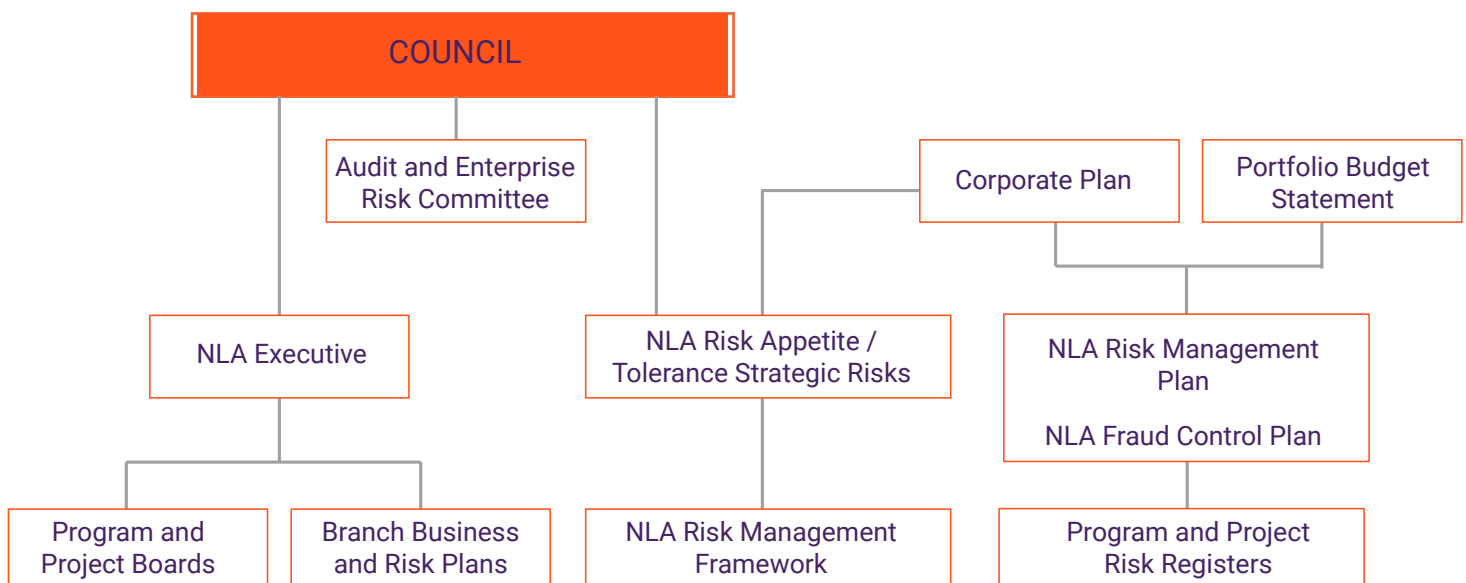 COUNCIL
Audit and Enterprise
Risk Committee
Corporate Plan
Portfolio Budget
Statement
NLA Executive
NLA Risk Appetite /
Tolerance Strategic Risks
NLA Risk Management
Plan
NLA Fraud Control Plan
Program and
Project Boards
Branch Business
and Risk Plans
NLA Risk Management
Framework
Program and Project
Risk Registers